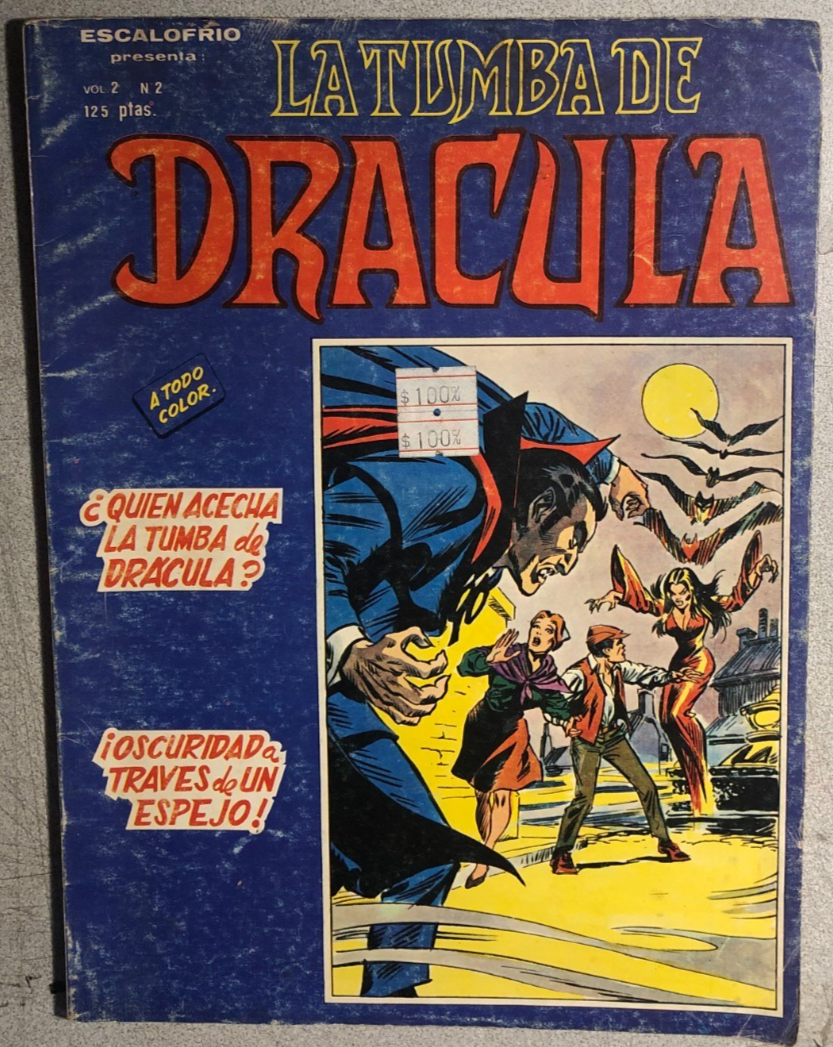 ESCALOFRIO
presenta:
VOL. 2 N 2
125 ptas.
LA TUMBA DE
DRACULA
A TODO
COLOR.
$100%
$100%
¿QUIEN ACECHA
LA TUMBA de
DRÁCULA?
¡OSCURIDAD a
TRAVES de UN
ESPEJO!